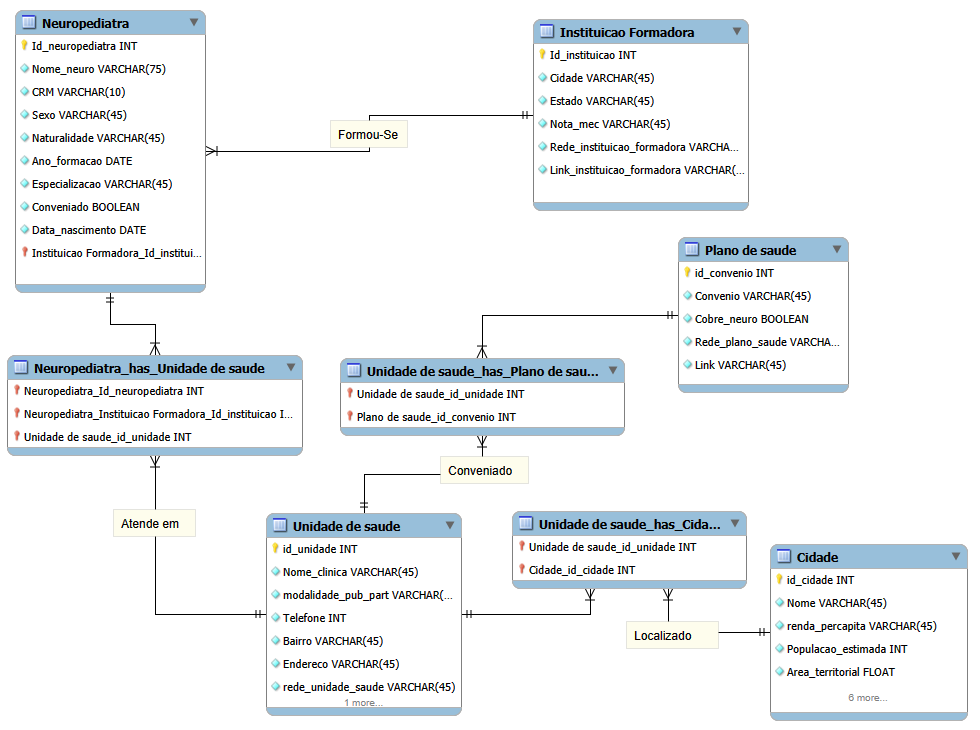 Neuropediatra
Id_neuropediatra INT
Nome_neuro VARCHAR(75)
CRM VARCHAR(10)
Sexo VARCHAR(45)
Naturalidade VARCHAR(45)
Ano_formacao DATE
Especializacao VARCHAR(45)
Conveniado BOOLEAN
Data_nascimento DATE
Instituicao Formadora_Id_institui...
Formou-Se
Instituicao Formadora
Id_instituicao INT
Cidade VARCHAR(45)
Estado VARCHAR(45)
Nota_mec VARCHAR(45)
Rede_instituicao_formadora VARCHA...
Link_instituicao_formadora VARCHAR(...
Plano de saude
id_convenio INT
Convenio VARCHAR(45)
Cobre_neuro BOOLEAN
Rede_plano_saude VARCHA...
Link VARCHAR(45)
Neuropediatra_has_Unidade de saude
Neuropediatra_Id_neuropediatra INT
Neuropediatra_Instituicao Formadora_Id_instituicao I...
Unidade de saude_id_unidade INT
Unidade de saude_has_Plano de sau...
Unidade de saude_id_unidade INT
Plano de saude_id_convenio INT
Conveniado
Atende em
Unidade de saude
id_unidade INT
Nome_clinica VARCHAR(45)
modalidade_pub_part VARCHAR(...
Telefone INT
Bairro VARCHAR(45)
Endereco VARCHAR(45)
rede_unidade_saude VARCHAR(45)
1 more...
Unidade de saude_has_Cida...
Unidade de saude_id_unidade INT
Cidade_id_cidade INT
Localizado
Cidade
id_cidade INT
Nome VARCHAR(45)
renda_percapita VARCHAR(45)
Populacao_estimada INT
Area_territorial FLOAT
6 more...